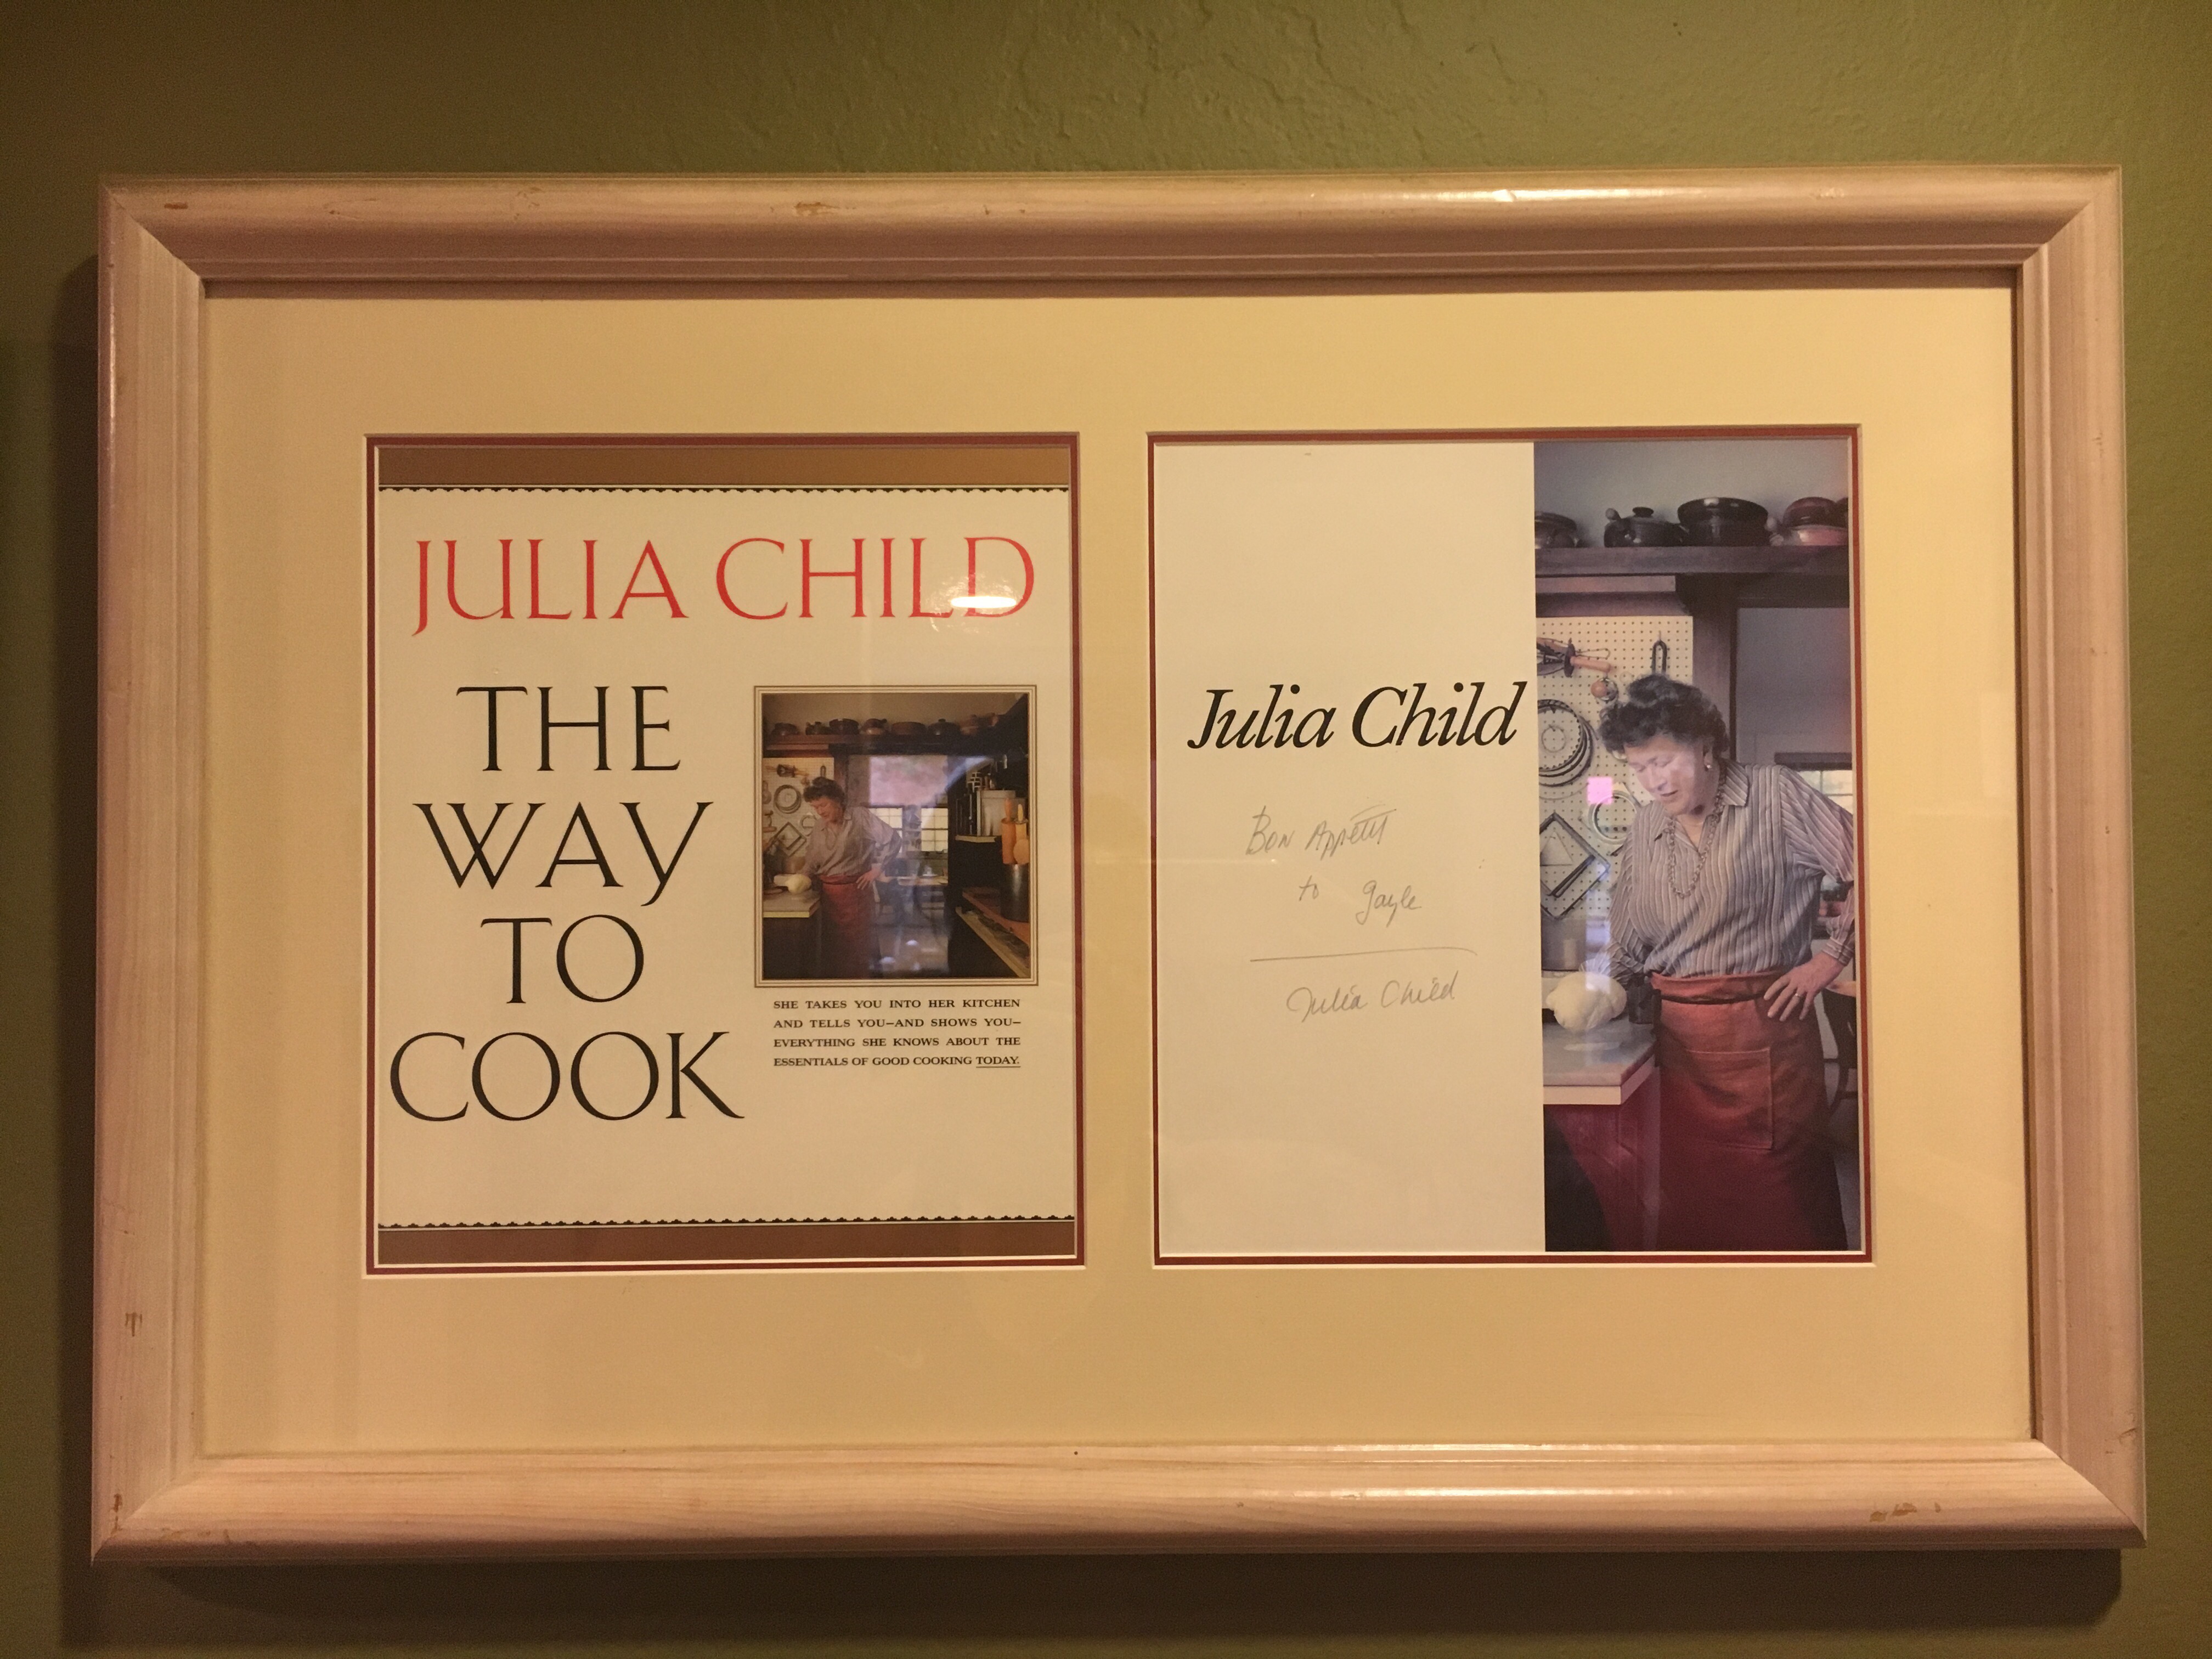 JULIA CHILD
THE
WAY
TO
COOK
SHE TAKES YOU INTO HER KITCHEN
AND TELLS YOU—AND SHOWS YOU—
EVERYTHING SHE KNOWS ABOUT THE
ESSENTIALS OF GOOD COOKING TODAY.
Julia Child
Bon Appétit
to Gayle
Julia Child